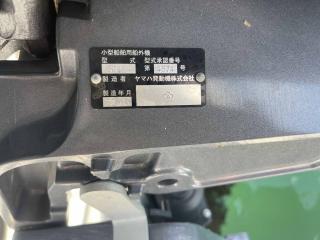 小型船舶用船外機
型式 型式承認番号
第 号
製造者 ヤマハ発動機株式会社
製造年月